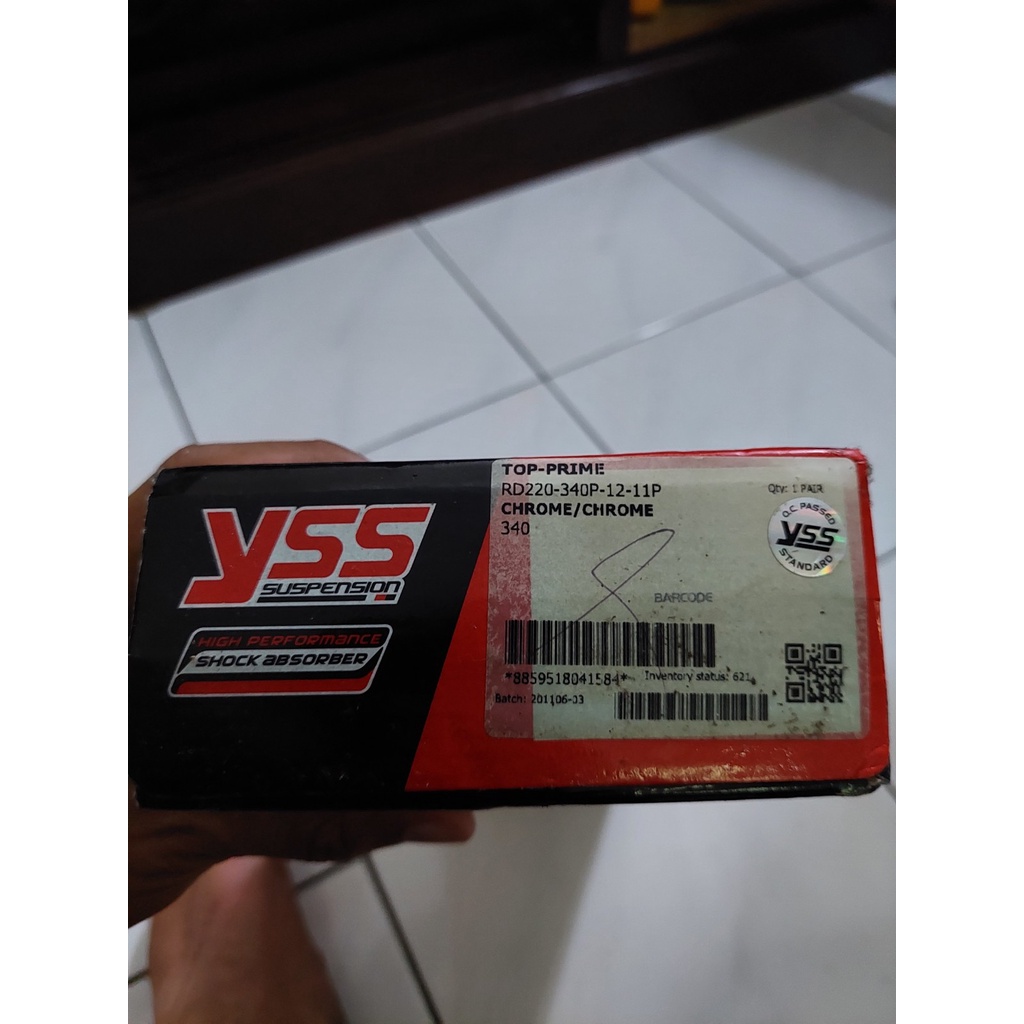 YSS
SUSPENSION
HIGH PERFORMANCE
SHOCK ABSORBER
TOP-PRIME
RD220-340P-12-11P
CHROME/CHROME
340
Qty: 1 PAIR
Q.C. PASSED
YSS
STANDARD
BARCODE
*8859518041584*
Inventory status: 621
Batch: 201106-03